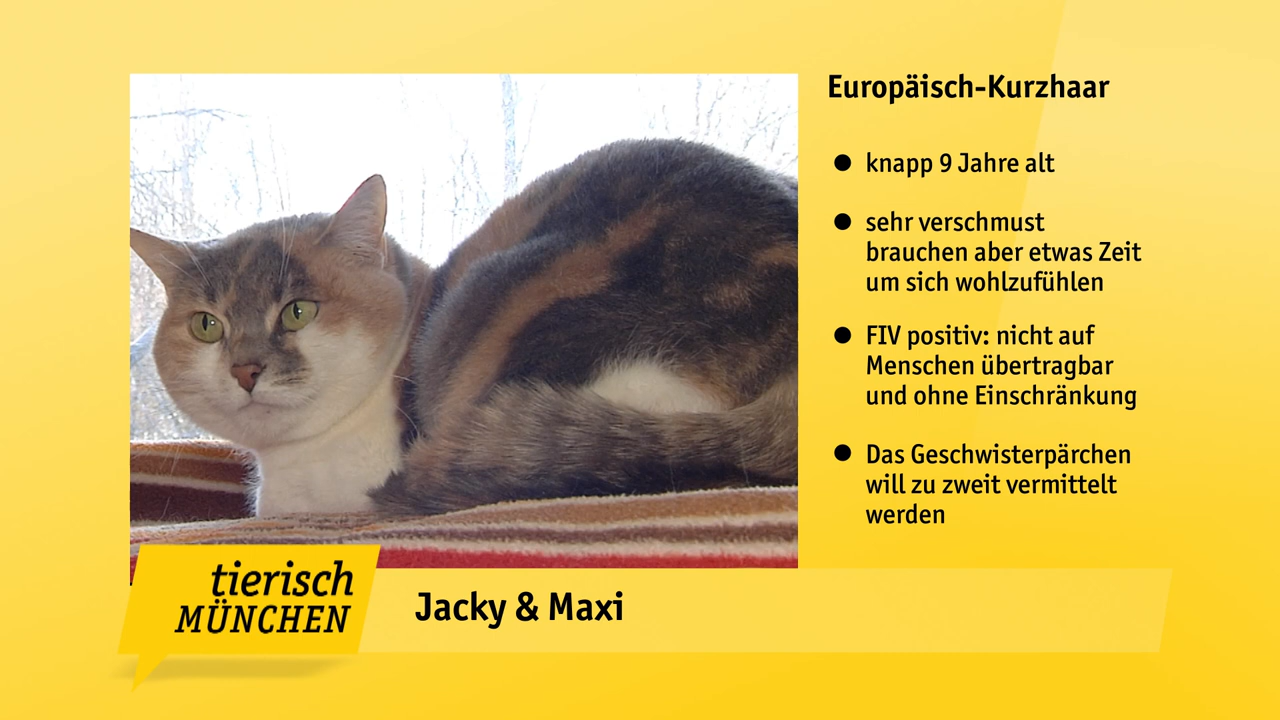 Europäisch-Kurzhaar
knapp 9 Jahre alt
sehr verschmust
brauchen aber etwas Zeit
um sich wohlzufühlen
FIV positiv: nicht auf
Menschen übertragbar
und ohne Einschränkung
Das Geschwisterpärchen
will zu zweit vermittelt
werden
tierisch
MÜNCHEN
Jacky & Maxi